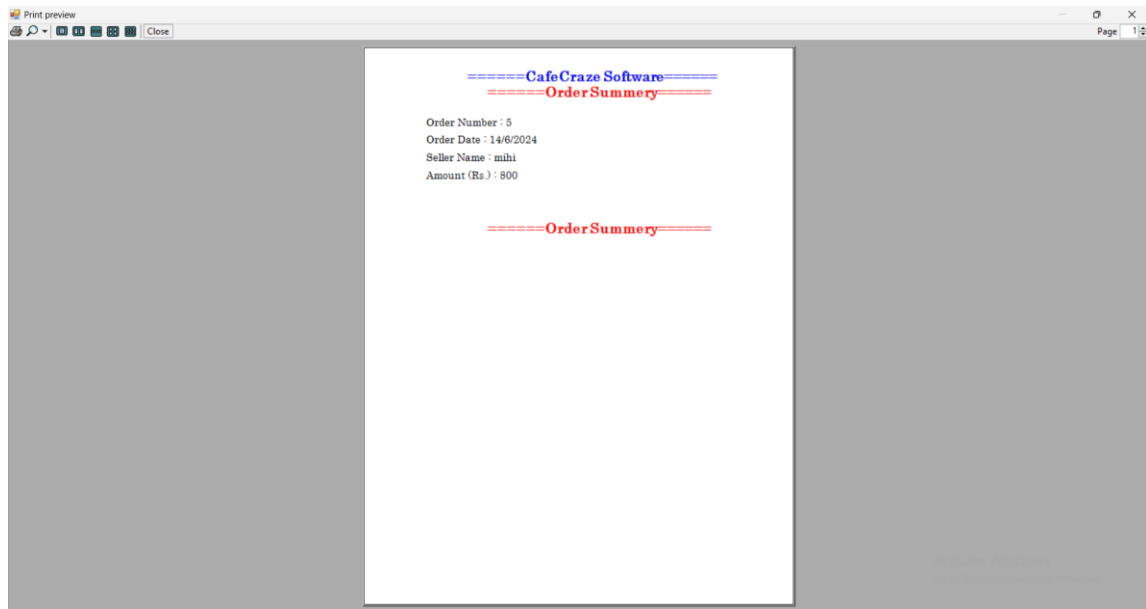 Print preview
Close
Page 1
======CafeCraze Software======
======Order Summery======
Order Number : 5
Order Date : 14/6/2024
Seller Name : mihi
Amount (Rs.) : 800
======Order Summery======